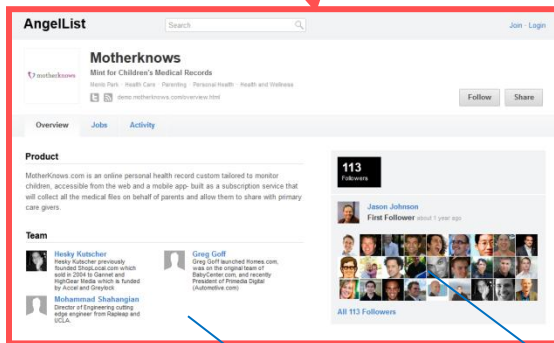 AngelList
Search
Join · Login
motherknows
Motherknows
Mint for Children's Medical Records
Menlo Park · Health Care · Parenting · Personal Health · Health and Wellness
demo.motherknows.com/overview.html
Follow
Share
Overview
Jobs
Activity
Product
MotherKnows.com is an online personal health record custom tailored to monitor
children, accessible from the web and a mobile app- built as a subscription service that
will collect all the medical files on behalf of parents and allow them to share with primary
care givers.
113
Followers
Jason Johnson
First Follower about 1 year ago
Team
Hesky Kutscher
Hesky Kutscher previously
founded ShopLocal.com which
sold in 2004 to Gannet and
HighGear Media which is funded
by Accel and Greylock.
Greg Goff
Greg Goff launched Homes.com,
was on the original team of
BabyCenter.com, and recently
President of Primedia Digital
(Automotive.com)
Mohammad Shahangian
Director of Engineering cutting
edge engineer from Rapleap and
UCLA.
All 113 Followers